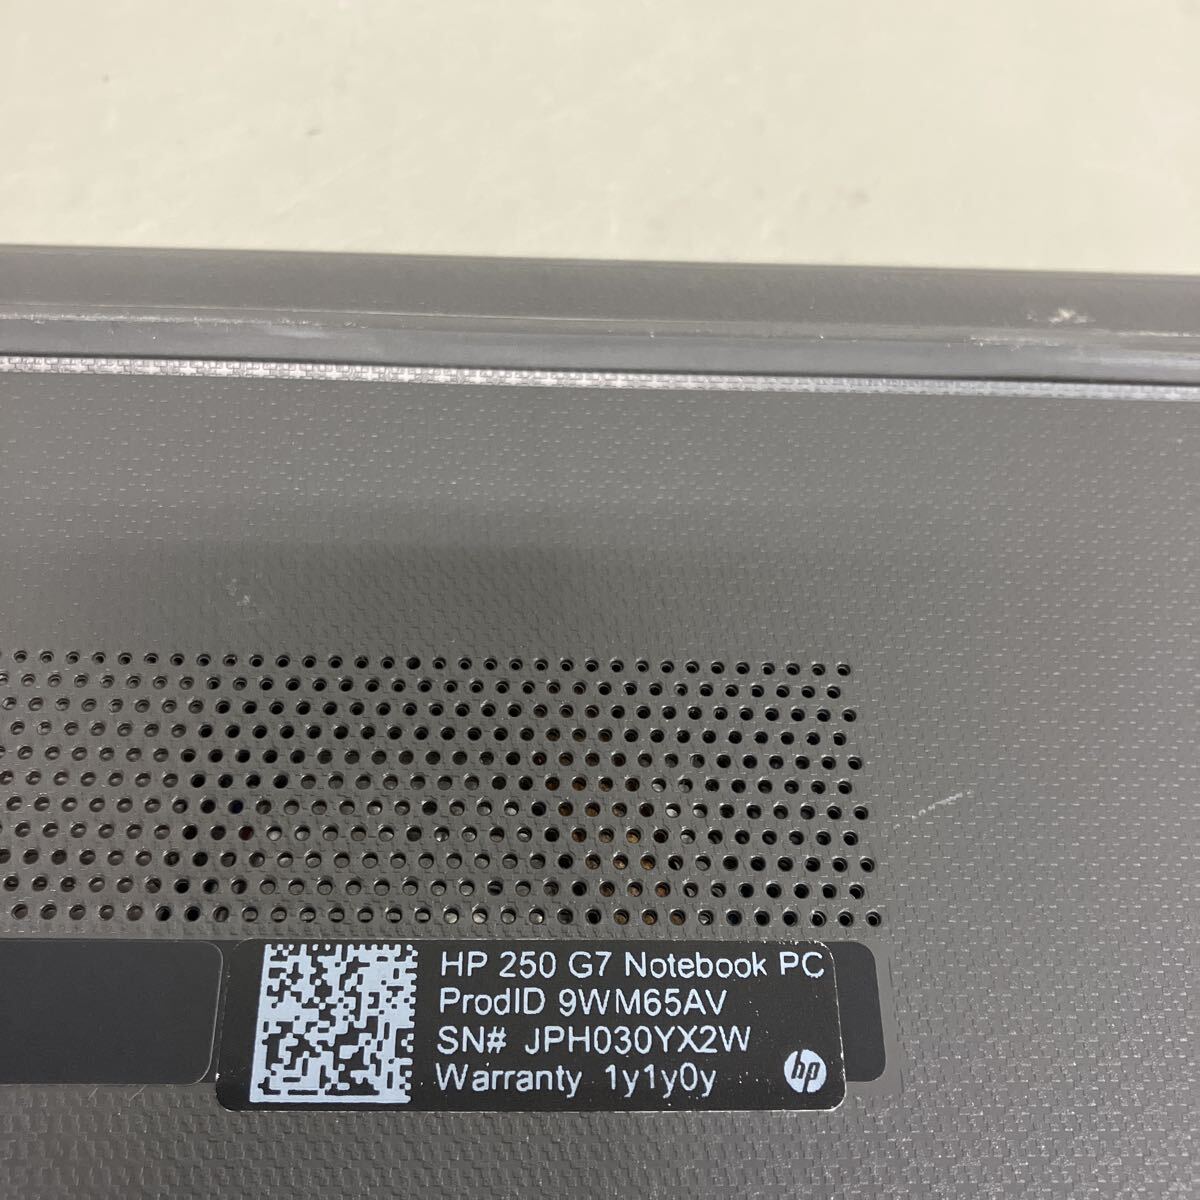 HP 250 G7 Notebook PC
ProdID 9WM65AV
SN# JPH030YX2W
Warranty 1y1y0y
hp